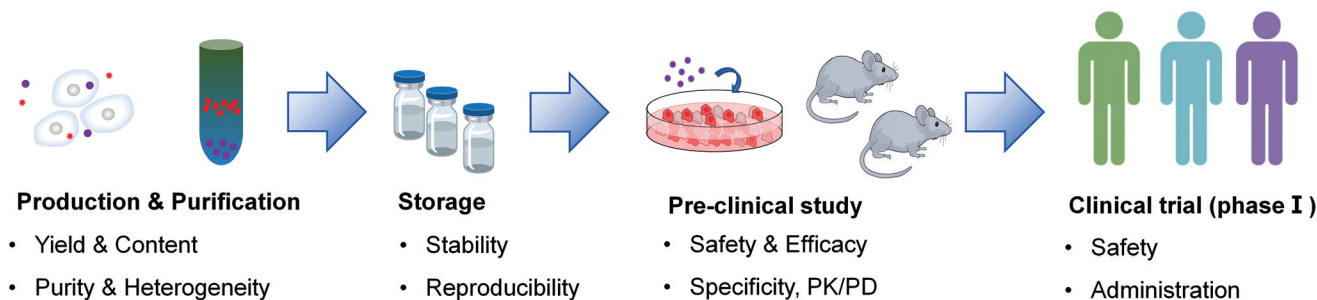 Production & Purification
• Yield & Content
• Purity & Heterogeneity
Storage
• Stability
• Reproducibility
Pre-clinical study
• Safety & Efficacy
• Specificity, PK/PD
Clinical trial (phase I)
• Safety
• Administration